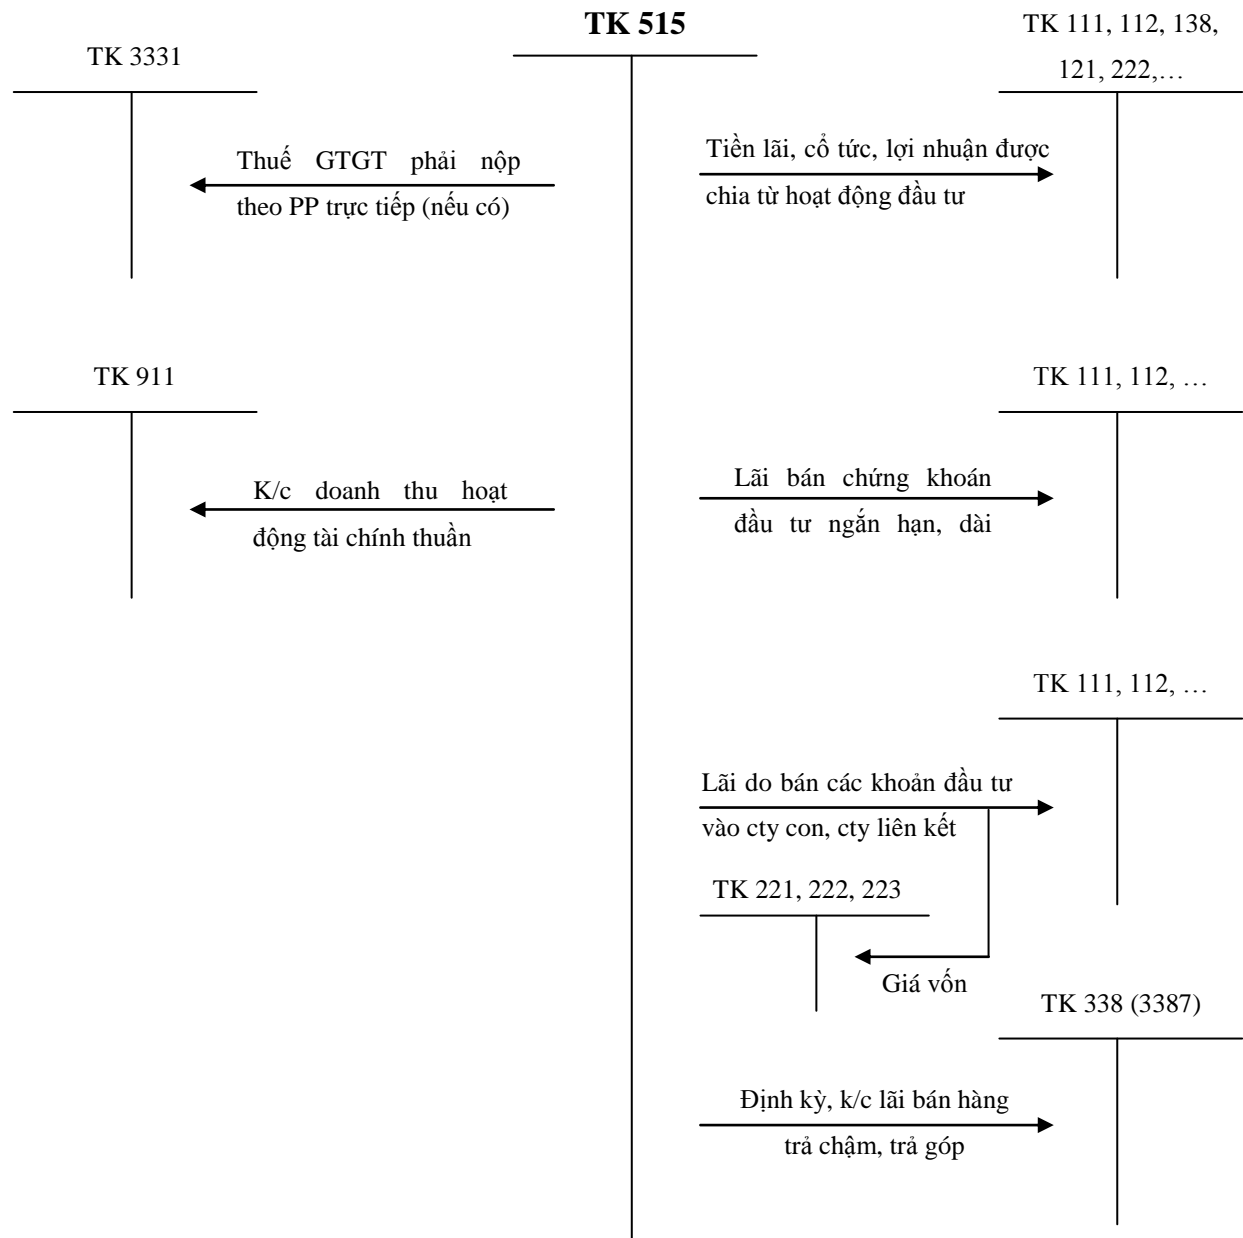 TK 515
TK 3331
Thuế GTGT phải nộp
theo PP trực tiếp (nếu có)
TK 111, 112, 138,
121, 222,…
Tiền lãi, cổ tức, lợi nhuận được
chia từ hoạt động đầu tư
TK 911
K/c doanh thu hoạt
động tài chính thuần
TK 111, 112, …
Lãi bán chứng khoán
đầu tư ngắn hạn, dài
TK 111, 112, …
Lãi do bán các khoản đầu tư
vào cty con, cty liên kết
TK 221, 222, 223
Giá vốn
TK 338 (3387)
Định kỳ, k/c lãi bán hàng
trả chậm, trả góp